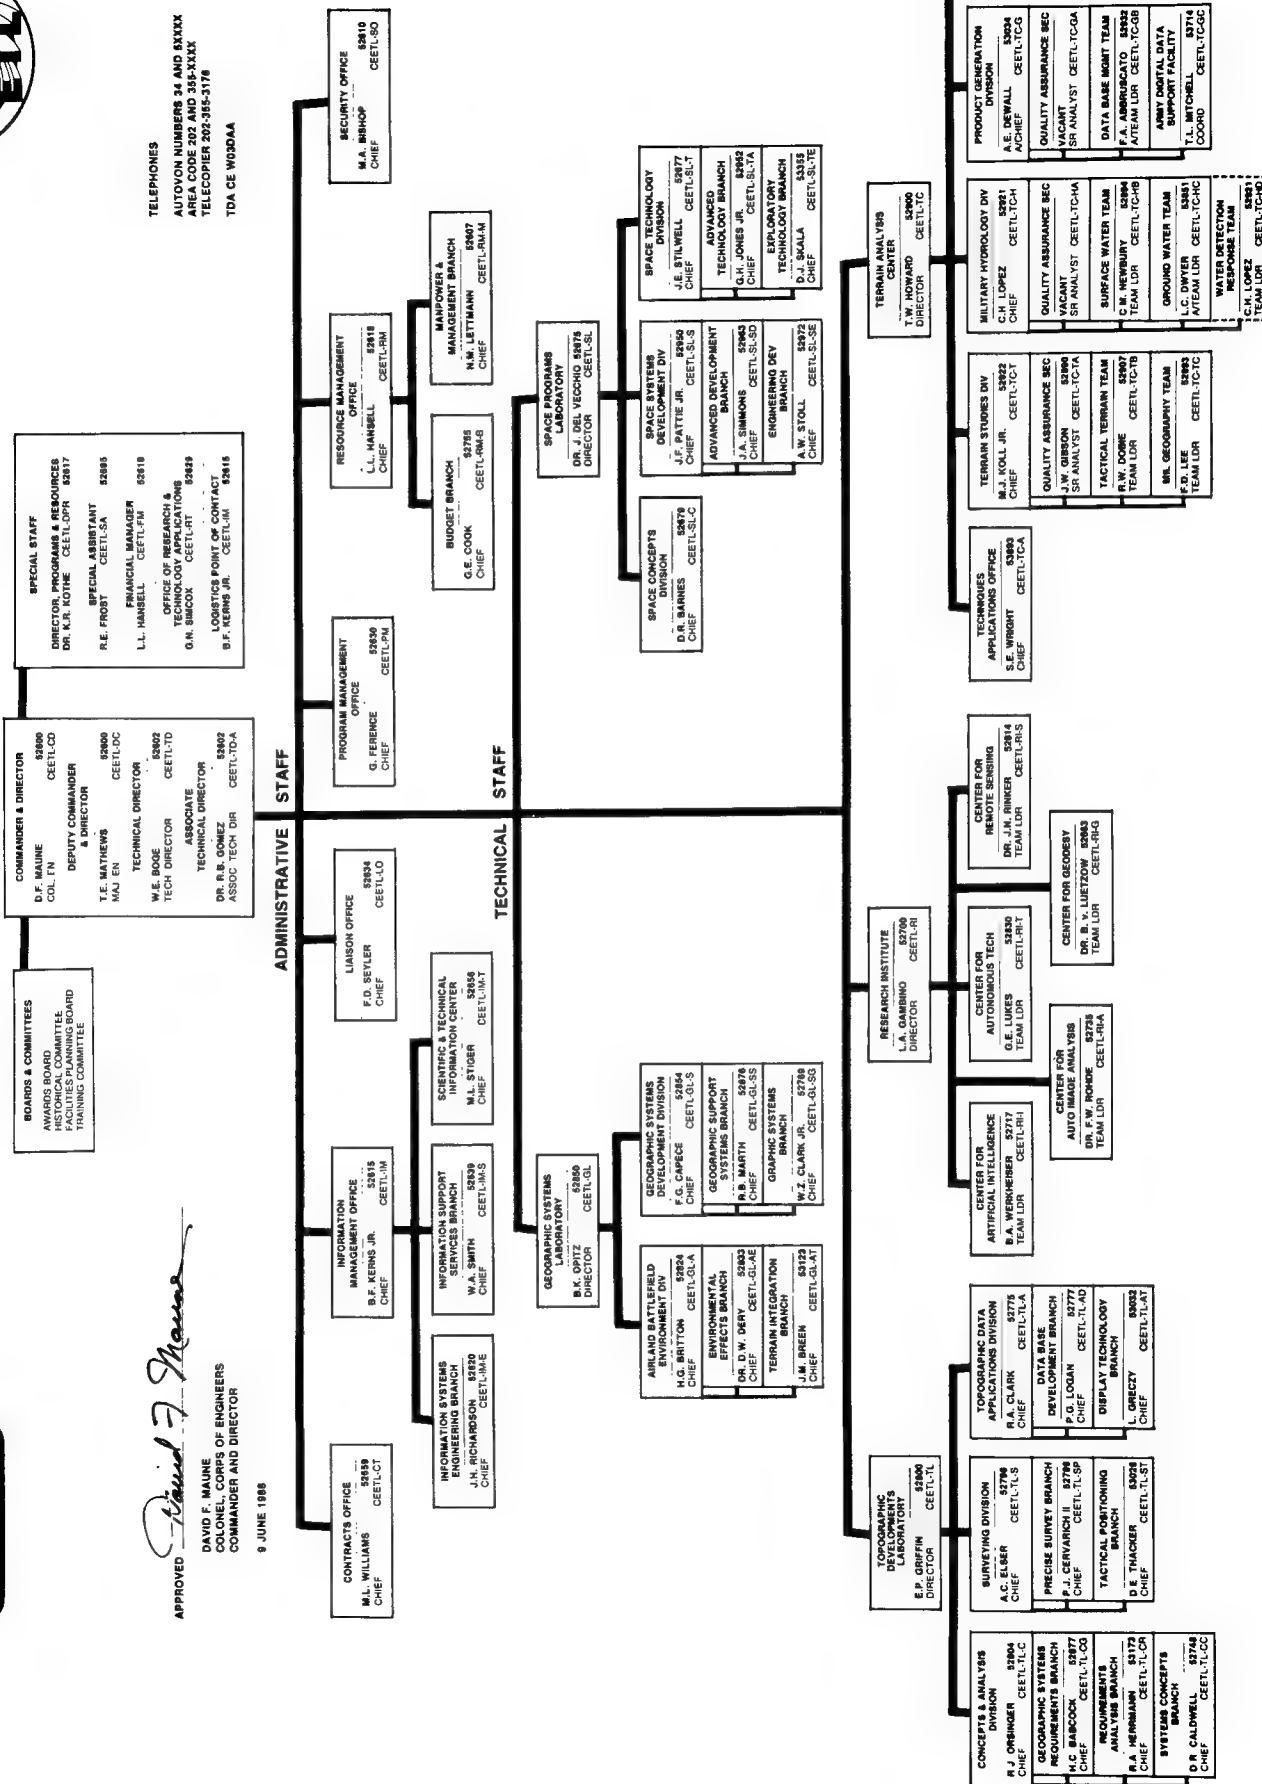 ETL
TELEPHONES
AUTOVON NUMBERS 34 AND 5XXXX
AREA CODE 202 AND 355-XXXX
TELECOPIER 202-355-3176
TDA CE W03DAA
APPROVED David F. Maune
DAVID F. MAUNE
COLONEL, CORPS OF ENGINEERS
COMMANDER AND DIRECTOR
9 JUNE 1988
BOARDS & COMMITTEES
AWARDS BOARD
HISTORICAL COMMITTEE
FACILITIES PLANNING BOARD
TRAINING COMMITTEE
COMMANDER & DIRECTOR
D.F. MAUNE 52600
COL. EN CEETL-CD
DEPUTY COMMANDER
& DIRECTOR
T.E. MATHEWS 52600
MAJ EN CEETL-DC
TECHNICAL DIRECTOR
W.E. BOGE 52602
TECH DIRECTOR CEETL-TD
ASSOCIATE
TECHNICAL DIRECTOR
DR. R.B. GOMEZ 52602
ASSOC TECH DIR CEETL-TD-A
SPECIAL STAFF
DIRECTOR, PROGRAMS & RESOURCES
DR. K.R. KOTHE CEETL-DPR 52617
SPECIAL ASSISTANT
R.E. FROST CEETL-SA 52685
FINANCIAL MANAGER
L.L. HANSELL CEETL-FM 52618
OFFICE OF RESEARCH &
TECHNOLOGY APPLICATIONS
G.N. SIMCOX CEETL-RT 52629
LOGISTICS POINT OF CONTACT
B.F. KERNS JR. CEETL-IM 52615
ADMINISTRATIVE STAFF
CONTRACTS OFFICE
M.L. WILLIAMS 52659
CHIEF CEETL-CT
INFORMATION
MANAGEMENT OFFICE
B.F. KERNS JR. 52615
CHIEF CEETL-IM
LIAISON OFFICE
F.D. SEYLER 52634
CHIEF CEETL-LO
PROGRAM MANAGEMENT
OFFICE
G. FERENCE 52630
CHIEF CEETL-PM
RESOURCE MANAGEMENT
OFFICE
L.L. HANSELL 52618
CHIEF CEETL-RM
SECURITY OFFICE
M.A. BISHOP 52610
CHIEF CEETL-SO
INFORMATION SYSTEMS
ENGINEERING BRANCH
J.H. RICHARDSON 52620
CHIEF CEETL-IM-E
INFORMATION SUPPORT
SERVICES BRANCH
W.A. SMITH 52639
CHIEF CEETL-IM-S
SCIENTIFIC & TECHNICAL
INFORMATION CENTER
M.L. STIGER 52656
CHIEF CEETL-IM-T
BUDGET BRANCH
G.E. COOK 52755
CHIEF CEETL-RM-B
MANPOWER &
MANAGEMENT BRANCH
N.M. LETTMANN 52607
CHIEF CEETL-RM-M
TECHNICAL STAFF
GEOGRAPHIC SYSTEMS
LABORATORY
B.K. OPITZ 52850
DIRECTOR CEETL-GL
SPACE PROGRAMS
LABORATORY
DR. J. DEL VECCHIO 52675
DIRECTOR CEETL-SL
AIRLAND BATTLEFIELD
ENVIRONMENT DIV
H.G. BRITTON 52824
CHIEF CEETL-GL-A
ENVIRONMENTAL
EFFECTS BRANCH
DR. D.W. DERY 52833
CHIEF CEETL-GL-AE
TERRAIN INTEGRATION
BRANCH
J.M. BREEN 53123
CHIEF CEETL-GL-AT
GEOGRAPHIC SYSTEMS
DEVELOPMENT DIVISION
F.G. CAPECE 52854
CHIEF CEETL-GL-S
GEOGRAPHIC SUPPORT
SYSTEMS BRANCH
R.B. MARTH 52676
CHIEF CEETL-GL-SS
GRAPHIC SYSTEMS
BRANCH
W.Z. CLARK JR. 52769
CHIEF CEETL-GL-SG
SPACE CONCEPTS
DIVISION
D.R. BARNES 52679
CHIEF CEETL-SL-C
SPACE SYSTEMS
DEVELOPMENT DIV
J.F. PATTIE JR. 52950
CHIEF CEETL-SL-S
ADVANCED DEVELOPMENT
BRANCH
J.A. SIMMONS 52963
CHIEF CEETL-SL-SD
ENGINEERING DEV
BRANCH
A.W. STOLL 52972
CHIEF CEETL-SL-SE
SPACE TECHNOLOGY
DIVISION
J.E. STILWELL 52677
CHIEF CEETL-SL-T
ADVANCED
TECHNOLOGY BRANCH
G.H. JONES JR. 52952
CHIEF CEETL-SL-TA
EXPLORATORY
TECHNOLOGY BRANCH
D.J. SKALA 53355
CHIEF CEETL-SL-TE
TOPOGRAPHIC
DEVELOPMENTS
LABORATORY
E.P. GRIFFIN 52900
DIRECTOR CEETL-TL
RESEARCH INSTITUTE
L.A. GAMBINO 52700
DIRECTOR CEETL-RI
TERRAIN ANALYSIS
CENTER
T.W. HOWARD 52900
DIRECTOR CEETL-TC
CONCEPTS & ANALYSIS
DIVISION
R J ORSINGER 52804
CHIEF CEETL-TL-C
GEOGRAPHIC SYSTEMS
REQUIREMENTS BRANCH
H.C BABCOCK 52877
CHIEF CEETL-TL-CG
REQUIREMENTS
ANALYSIS BRANCH
R.A HERRMANN 53173
CHIEF CEETL-TL-CR
SYSTEMS CONCEPTS
BRANCH
D R CALDWELL 52748
CHIEF CEETL-TL-CC
SURVEYING DIVISION
A.C. ELSER 52796
CHIEF CEETL-TL-S
PRECISE SURVEY BRANCH
P.J. CERVARICH II 52798
CHIEF CEETL-TL-SP
TACTICAL POSITIONING
BRANCH
D E THACKER 53026
CHIEF CEETL-TL-ST
TOPOGRAPHIC DATA
APPLICATIONS DIVISION
R.A. CLARK 52775
CHIEF CEETL-TL-A
DATA BASE
DEVELOPMENT BRANCH
P.G. LOGAN 52777
CHIEF CEETL-TL-AD
DISPLAY TECHNOLOGY
BRANCH
L. GRECZY 53032
CHIEF CEETL-TL-AT
CENTER FOR
ARTIFICIAL INTELLIGENCE
B.A. WERKHEISER 52717
TEAM LDR CEETL-RI-I
CENTER FOR
AUTO IMAGE ANALYSIS
DR. F.W. ROHDE 52735
TEAM LDR CEETL-RI-A
CENTER FOR
AUTONOMOUS TECH
G.E. LUKES 52830
TEAM LDR CEETL-RI-T
CENTER FOR GEODESY
DR. B. v. LUETZOW 52663
TEAM LDR CEETL-RI-G
CENTER FOR
REMOTE SENSING
DR. J.N. RINKER 52814
TEAM LDR CEETL-RI-S
TECHNIQUES
APPLICATIONS OFFICE
S.E. WRIGHT 53893
CHIEF CEETL-TC-A
TERRAIN STUDIES DIV
M.J. KOLL JR. 52922
CHIEF CEETL-TC-T
QUALITY ASSURANCE SEC
J.W. GIBSON 52990
SR ANALYST CEETL-TC-TA
TACTICAL TERRAIN TEAM
R.W. DOBIE 52907
TEAM LDR CEETL-TC-TB
MIL GEOGRAPHY TEAM
F.D. LEE 52993
TEAM LDR CEETL-TC-TC
MILITARY HYDROLOGY DIV
C.H LOPEZ 52921
CHIEF CEETL-TC-H
QUALITY ASSURANCE SEC
VACANT
SR ANALYST CEETL-TC-HA
SURFACE WATER TEAM
C M. NEWBURY 52894
TEAM LDR CEETL-TC-HB
GROUND WATER TEAM
L.C. DWYER 53851
A/TEAM LDR CEETL-TC-HC
WATER DETECTION
RESPONSE TEAM
C.H. LOPEZ 52921
TEAM LDR CEETL-TC-HD
PRODUCT GENERATION
DIVISION
A.E. DEWALL 53034
A/CHIEF CEETL-TC-G
QUALITY ASSURANCE SEC
VACANT
SR ANALYST CEETL-TC-GA
DATA BASE MGMT TEAM
F.A. ABBRUSCATO 52932
A/TEAM LDR CEETL-TC-GB
ARMY DIGITAL DATA
SUPPORT FACILITY
T.L. MITCHELL 53714
COORD CEETL-TC-GC